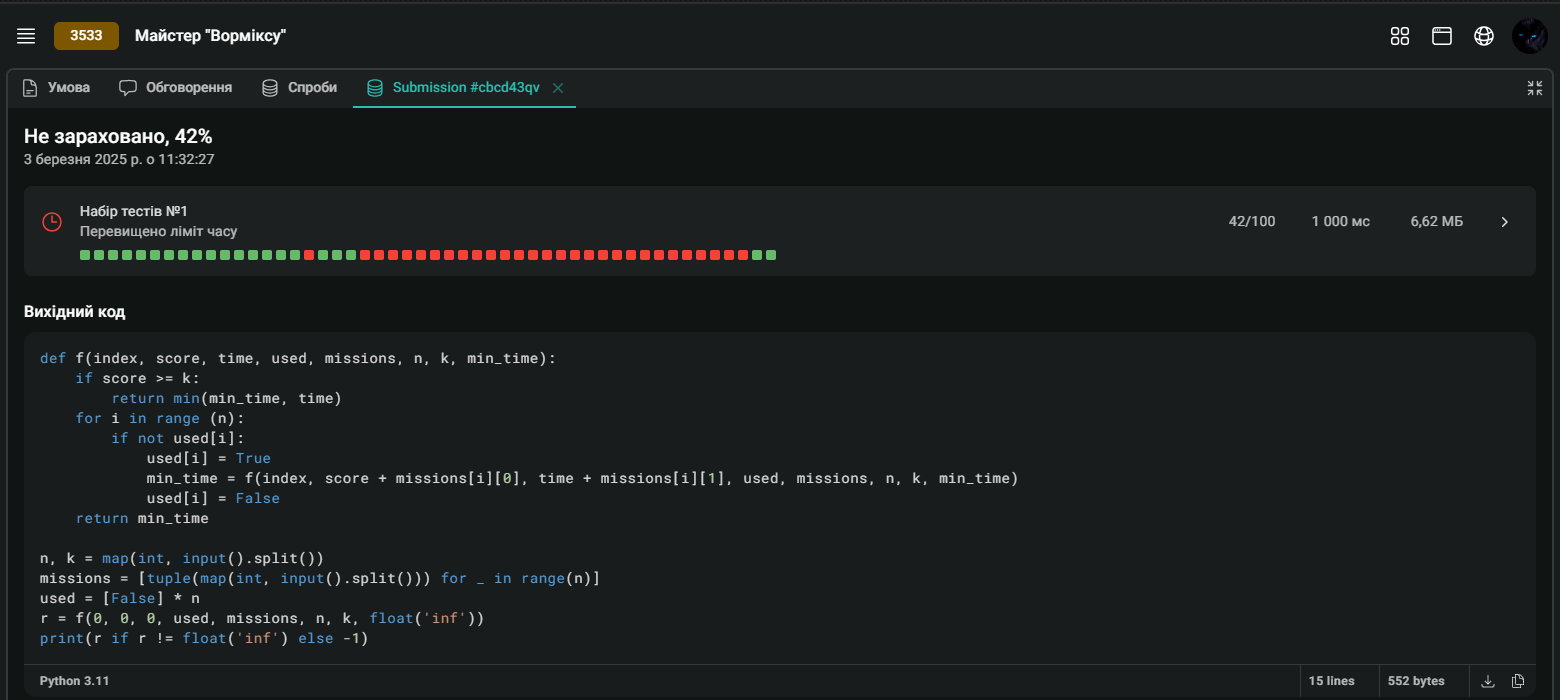 3533 Майстер "Ворміксу"
Умова Обговорення Спроби Submission #cbcd43qv
Не зараховано, 42%
3 березня 2025 р. о 11:32:27
Набір тестів №1
Перевищено ліміт часу
42/100 1 000 мс 6,62 МБ
Вихідний код
def f(index, score, time, used, missions, n, k, min_time):
    if score >= k:
        return min(min_time, time)
    for i in range (n):
        if not used[i]:
            used[i] = True
            min_time = f(index, score + missions[i][0], time + missions[i][1], used, missions, n, k, min_time)
            used[i] = False
    return min_time
n, k = map(int, input().split())
missions = [tuple(map(int, input().split())) for _ in range(n)]
used = [False] * n
r = f(0, 0, 0, used, missions, n, k, float('inf'))
print(r if r != float('inf') else -1)
Python 3.11 15 lines 552 bytes